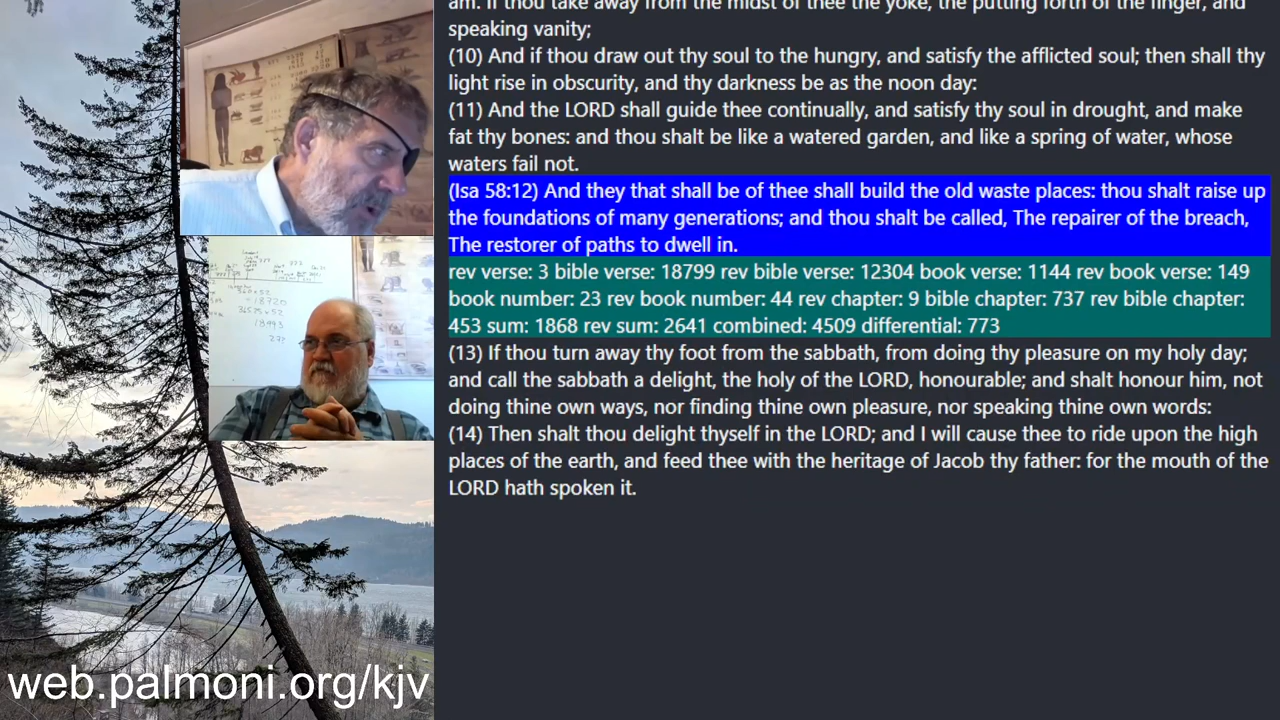 am. If thou take away from the midst of thee the yoke, the putting forth of the finger, and
speaking vanity;
(10) And if thou draw out thy soul to the hungry, and satisfy the afflicted soul; then shall thy
light rise in obscurity, and thy darkness be as the noon day:
(11) And the LORD shall guide thee continually, and satisfy thy soul in drought, and make
fat thy bones: and thou shalt be like a watered garden, and like a spring of water, whose
waters fail not.
(Isa 58:12) And they that shall be of thee shall build the old waste places: thou shalt raise up
the foundations of many generations; and thou shalt be called, The repairer of the breach,
The restorer of paths to dwell in.
rev verse: 3 bible verse: 18799 rev bible verse: 12304 book verse: 1144 rev book verse: 149
book number: 23 rev book number: 44 rev chapter: 9 bible chapter: 737 rev bible chapter:
453 sum: 1868 rev sum: 2641 combined: 4509 differential: 773
(13) If thou turn away thy foot from the sabbath, from doing thy pleasure on my holy day;
and call the sabbath a delight, the holy of the LORD, honourable; and shalt honour him, not
doing thine own ways, nor finding thine own pleasure, nor speaking thine own words:
(14) Then shalt thou delight thyself in the LORD; and I will cause thee to ride upon the high
places of the earth, and feed thee with the heritage of Jacob thy father: for the mouth of the
LORD hath spoken it.
360x52
18720
18993
web.palmoni.org/kjv